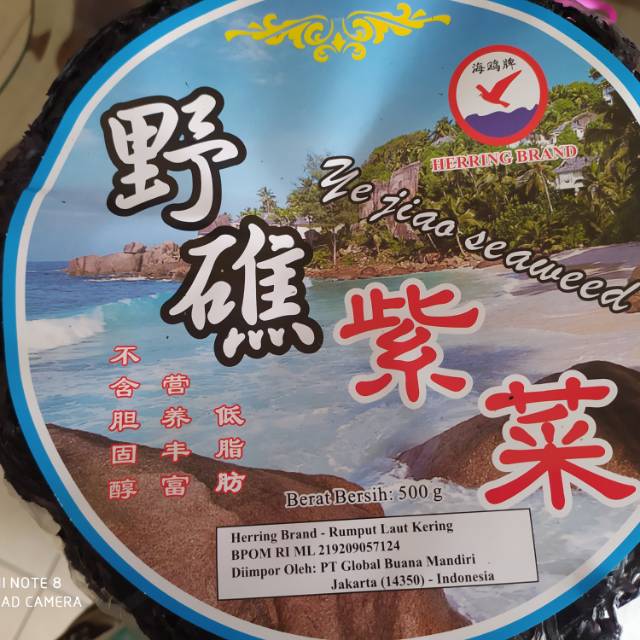 海鸥牌
HERRING BRAND
Ye jiao seaweed
野礁
紫菜
不含胆固醇
营养丰富
低脂肪
Berat Bersih: 500 g
Herring Brand - Rumput Laut Kering
BPOM RI ML 219209057124
Diimpor Oleh: PT Global Buana Mandiri
Jakarta (14350) - Indonesia
NOTE 8
AD CAMERA